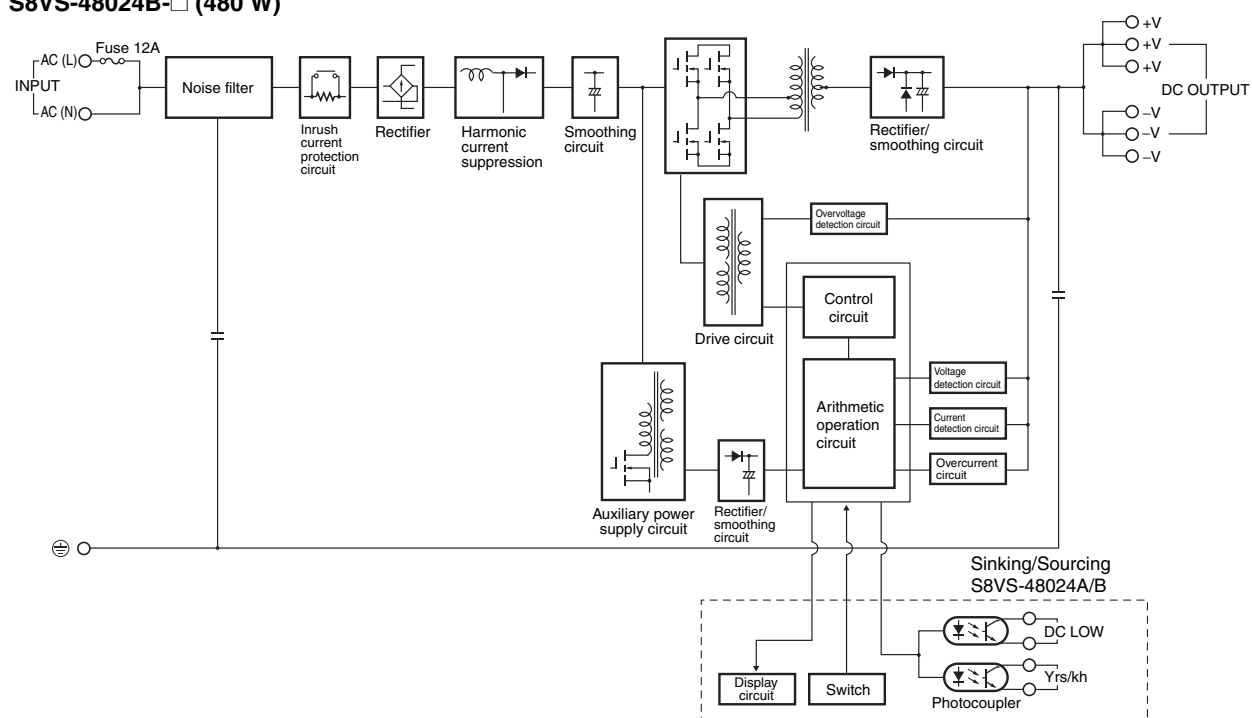 S8VS-48024B-□ (480 W)
Fuse 12A
AC (L)
INPUT
AC (N)
Noise filter
Inrush
current
protection
circuit
Rectifier
Harmonic
current
suppression
Smoothing
circuit
Rectifier/
smoothing circuit
+V
+V
+V
DC OUTPUT
–V
–V
–V
Overvoltage
detection circuit
Drive circuit
Control
circuit
Arithmetic
operation
circuit
Voltage
detection circuit
Current
detection circuit
Overcurrent
circuit
Auxiliary power
supply circuit
Rectifier/
smoothing
circuit
Sinking/Sourcing
S8VS-48024A/B
DC LOW
Yrs/kh
Photocoupler
Display
circuit
Switch